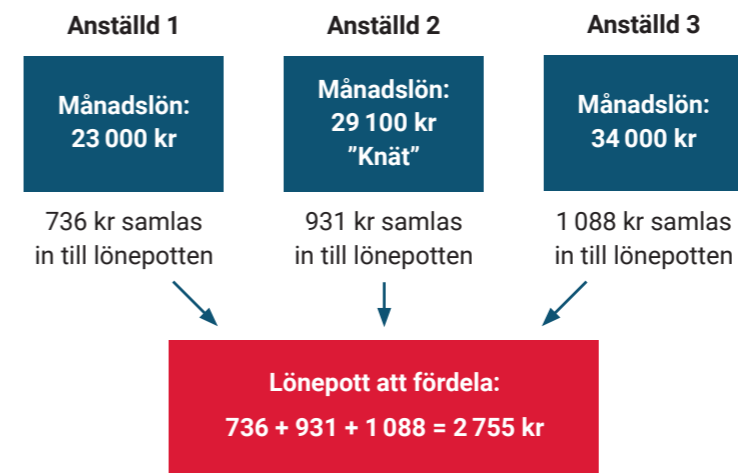 Anställd 1
Månadslön:
23 000 kr
736 kr samlas
in till lönepotten
Anställd 2
Månadslön:
29 100 kr
”Knät”
931 kr samlas
in till lönepotten
Anställd 3
Månadslön:
34 000 kr
1 088 kr samlas
in till lönepotten
Lönepott att fördela:
736 + 931 + 1 088 = 2 755 kr